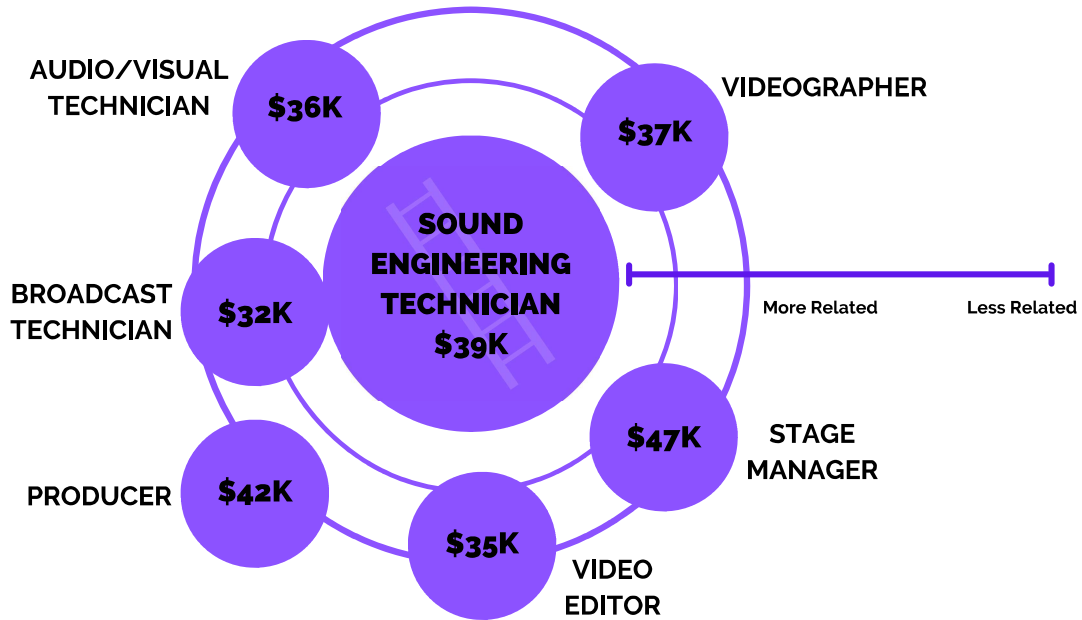 AUDIO/VISUAL
TECHNICIAN
$36K
VIDEOGRAPHER
$37K
SOUND
ENGINEERING
TECHNICIAN
$39K
BROADCAST
TECHNICIAN
$32K
More Related
Less Related
STAGE
MANAGER
$47K
PRODUCER
$42K
$35K
VIDEO
EDITOR